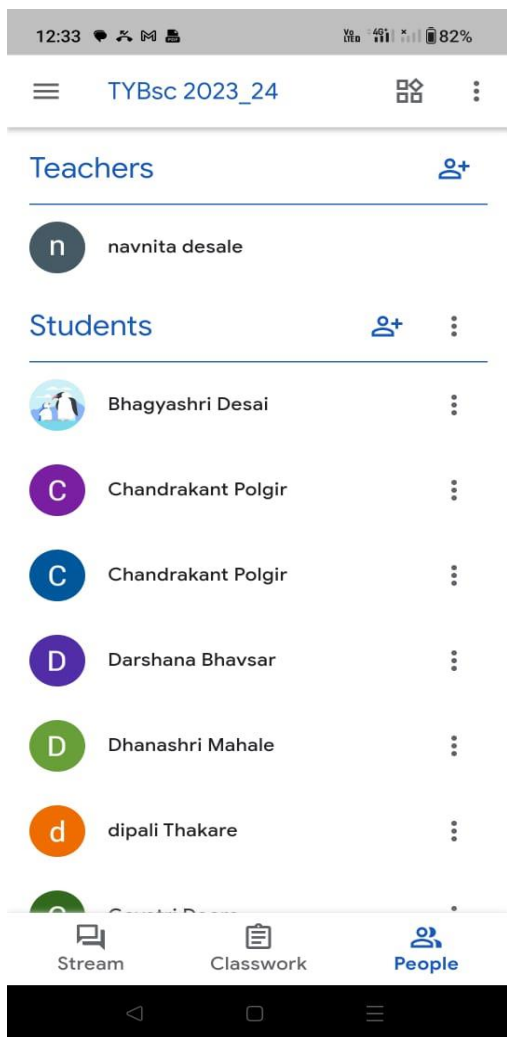 12:33 82%
TYBsc 2023_24
Teachers
n navnita desale
Students
Bhagyashri Desai
C Chandrakant Polgir
C Chandrakant Polgir
D Darshana Bhavsar
D Dhanashri Mahale
d dipali Thakare
Stream Classwork People